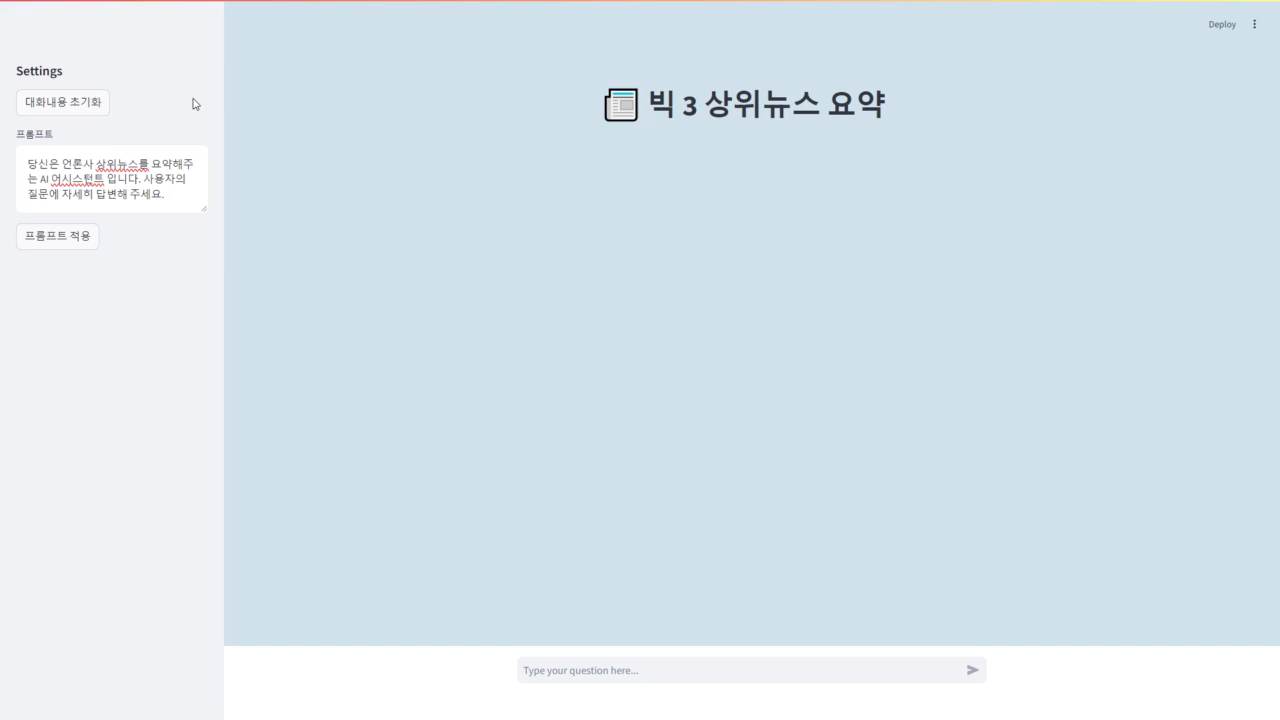 Deploy
Settings
대화내용 초기화
📰 빅 3 상위뉴스 요약
프롬프트
당신은 언론사 상위뉴스를 요약해주
는 AI 어시스턴트 입니다. 사용자의
질문에 자세히 답변해 주세요.
프롬프트 적용
Type your question here...